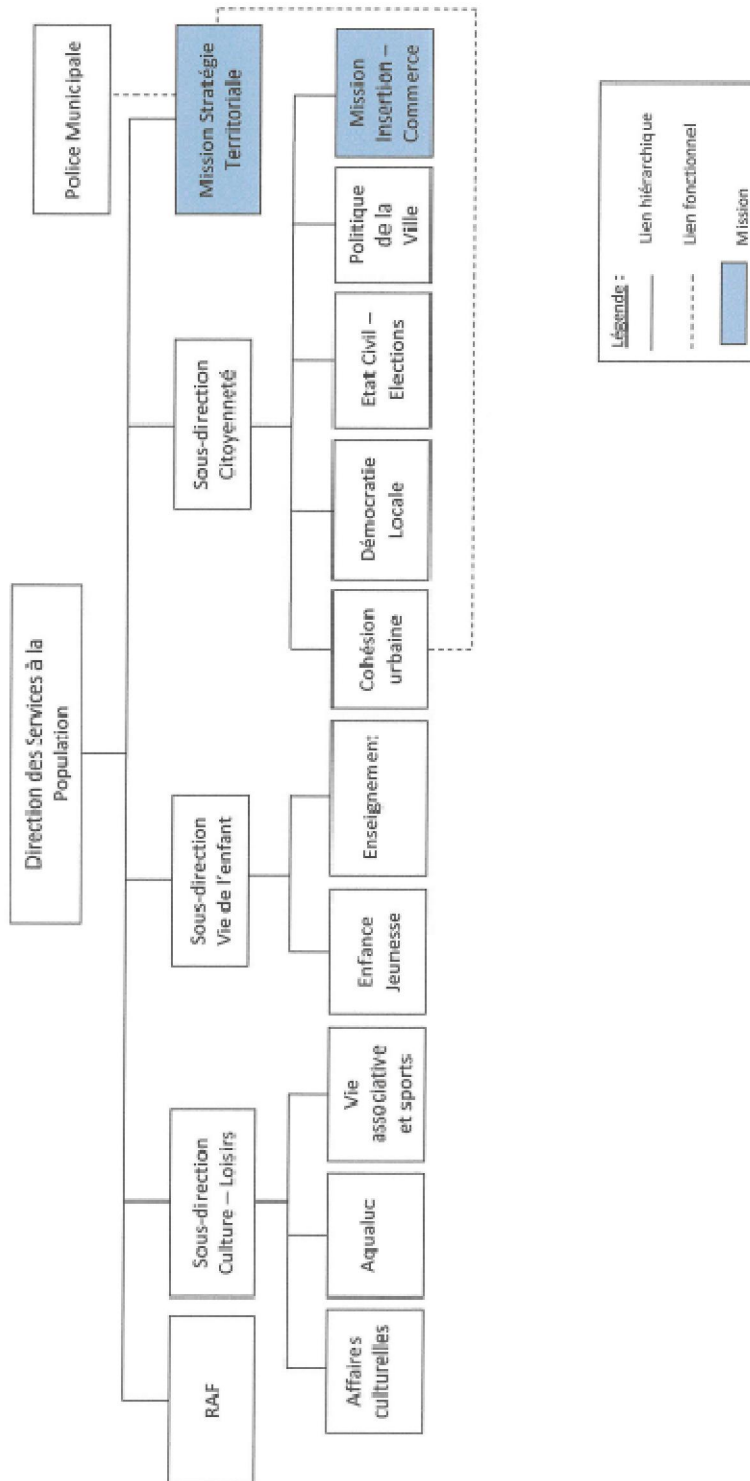 Direction des Services à la
Population
Police Municipale
RAF
Sous-direction
Culture – Loisirs
Sous-direction
Vie de l'enfant
Sous-direction
Citoyenneté
Mission Stratégie
Territoriale
Affaires
culturelles
Aqualuc
Vie
associative
et sports
Enfance
Jeunesse
Enseignement
Cohésion
urbaine
Démocratie
Locale
Etat Civil –
Elections
Politique
de la
Ville
Mission
Insertion –
Commerce
Légende :
Lien hiérarchique
Lien fonctionnel
Mission